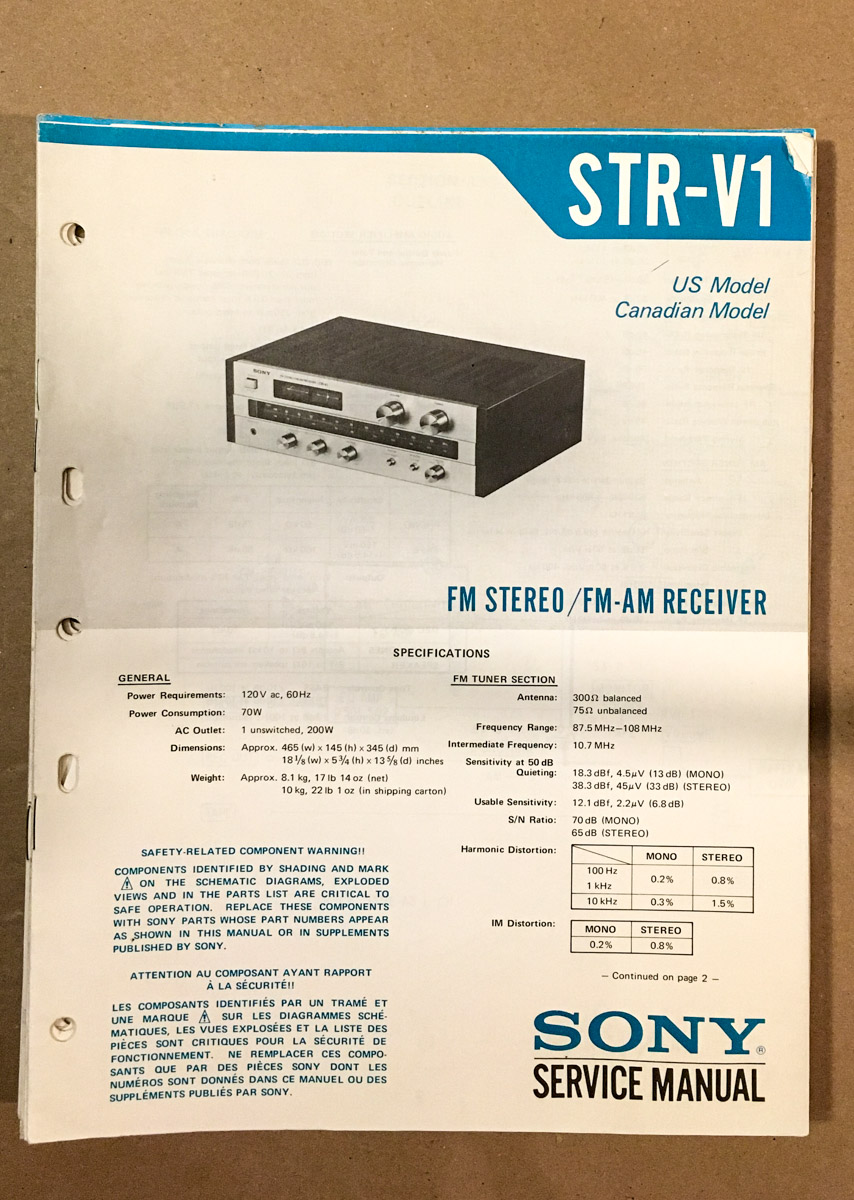 STR-V1
US Model
Canadian Model
SONY
FM STEREO/FM-AM RECEIVER
SPECIFICATIONS
GENERAL
Power Requirements: 120V ac, 60Hz
Power Consumption: 70W
AC Outlet: 1 unswitched, 200W
Dimensions: Approx. 465 (w) x 145 (h) x 345 (d) mm
18 1/8 (w) x 5 3/4 (h) x 13 5/8 (d) inches
Weight: Approx. 8.1 kg, 17 lb 14 oz (net)
10 kg, 22 lb 1 oz (in shipping carton)
SAFETY-RELATED COMPONENT WARNING!!
COMPONENTS IDENTIFIED BY SHADING AND MARK
⚠ ON THE SCHEMATIC DIAGRAMS, EXPLODED
VIEWS AND IN THE PARTS LIST ARE CRITICAL TO
SAFE OPERATION. REPLACE THESE COMPONENTS
WITH SONY PARTS WHOSE PART NUMBERS APPEAR
AS SHOWN IN THIS MANUAL OR IN SUPPLEMENTS
PUBLISHED BY SONY.
ATTENTION AU COMPOSANT AYANT RAPPORT
À LA SÉCURITÉ!!
LES COMPOSANTS IDENTIFIÉS PAR UN TRAMÉ ET
UNE MARQUE ⚠ SUR LES DIAGRAMMES SCHÉ-
MATIQUES, LES VUES EXPLOSÉES ET LA LISTE DES
PIÈCES SONT CRITIQUES POUR LA SÉCURITÉ DE
FONCTIONNEMENT. NE REMPLACER CES COMPO-
SANTS QUE PAR DES PIÈCES SONY DONT LES
NUMÉROS SONT DONNÉS DANS CE MANUEL OU DES
SUPPLÉMENTS PUBLIÉS PAR SONY.
FM TUNER SECTION
Antenna: 300Ω balanced
75Ω unbalanced
Frequency Range: 87.5 MHz–108 MHz
Intermediate Frequency: 10.7 MHz
Sensitivity at 50 dB
Quieting: 18.3 dBf, 4.5μV (13 dB) (MONO)
38.3 dBf, 45μV (33 dB) (STEREO)
Usable Sensitivity: 12.1 dBf, 2.2μV (6.8 dB)
S/N Ratio: 70 dB (MONO)
65 dB (STEREO)
Harmonic Distortion:
MONO STEREO
100 Hz
1 kHz 0.2% 0.8%
10 kHz 0.3% 1.5%
IM Distortion:
MONO STEREO
0.2% 0.8%
– Continued on page 2 –
SONY®
SERVICE MANUAL